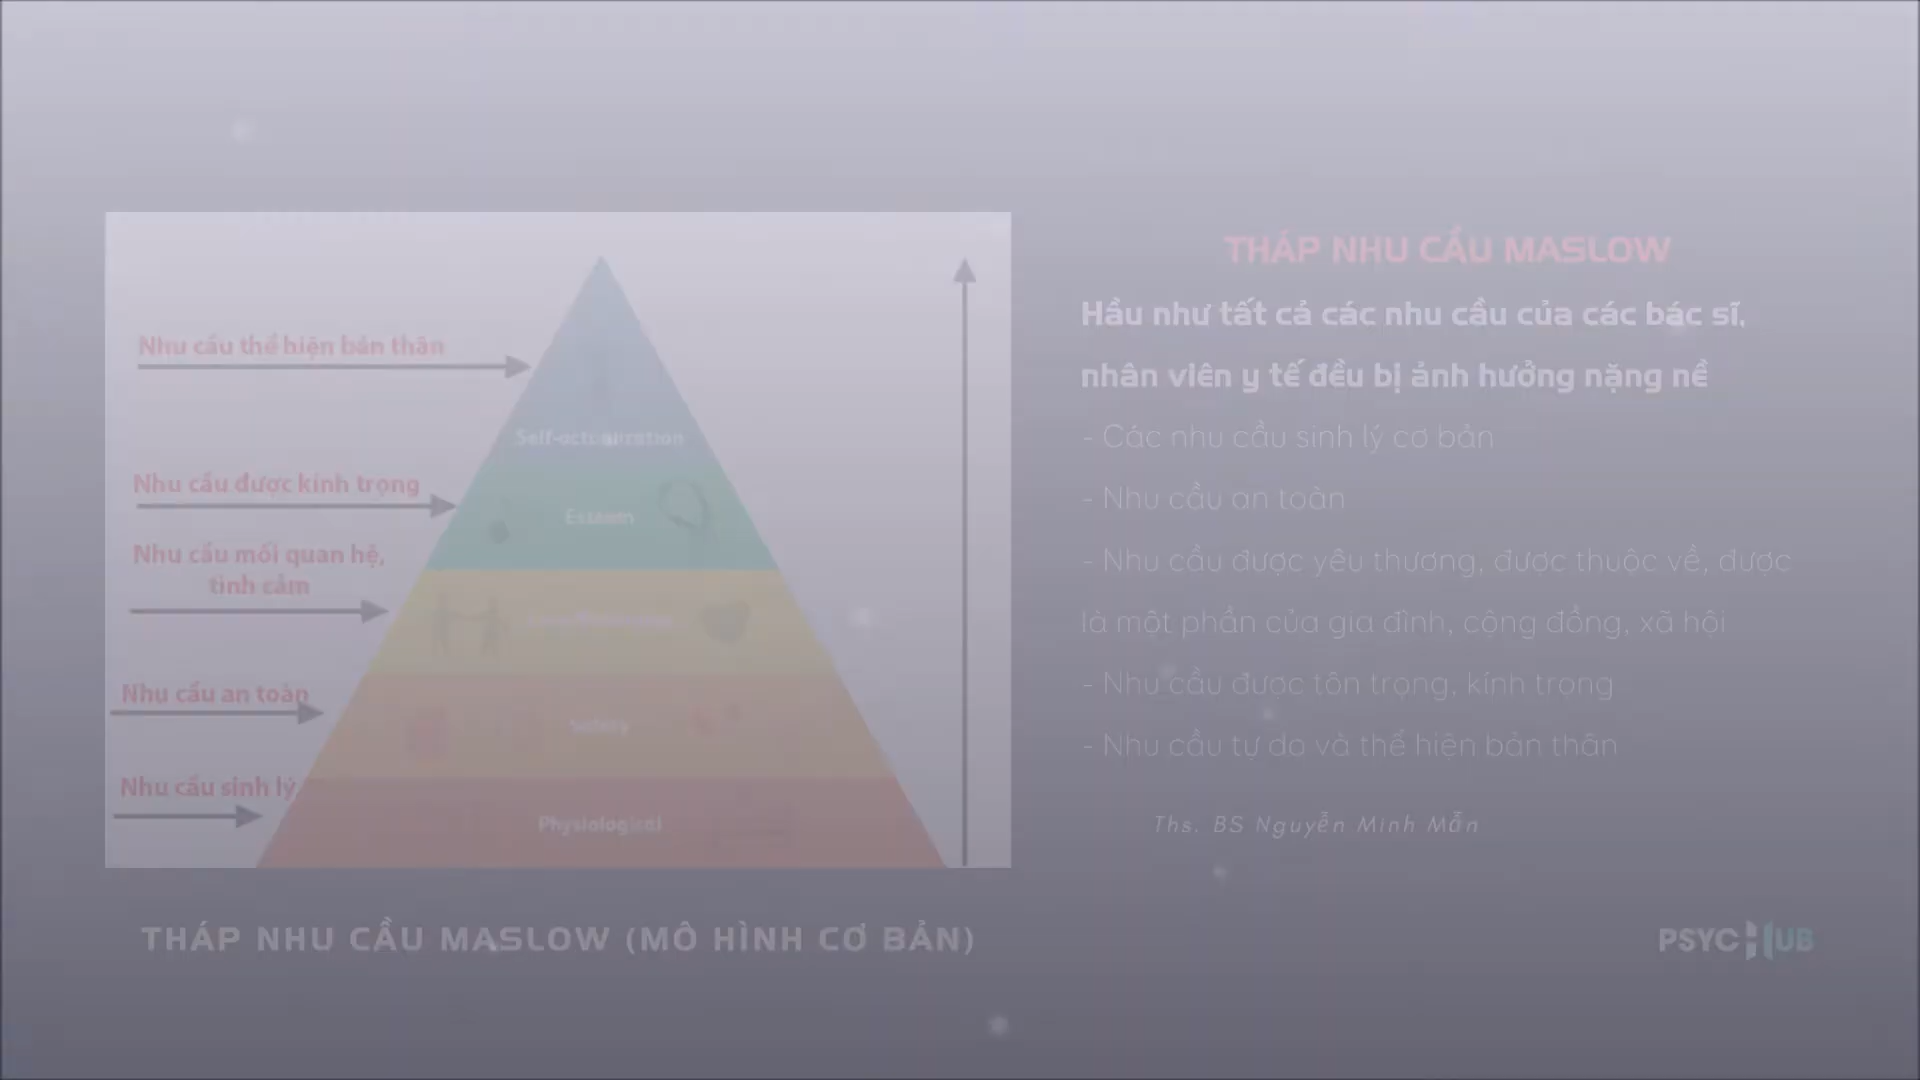 Nhu cầu thể hiện bản thân
Self-actualization
Nhu cầu được kính trọng
Esteem
Nhu cầu mối quan hệ,
tình cảm
Nhu cầu an toàn
Safety
Nhu cầu sinh lý
Physiological
THÁP NHU CẦU MASLOW (MÔ HÌNH CƠ BẢN)
THÁP NHU CẦU MASLOW
Hầu như tất cả các nhu cầu của các bác sĩ,
nhân viên y tế đều bị ảnh hưởng nặng nề
- Các nhu cầu sinh lý cơ bản
- Nhu cầu an toàn
- Nhu cầu được yêu thương, được thuộc về, được
là một phần của gia đình, cộng đồng, xã hội
- Nhu cầu được tôn trọng, kính trọng
- Nhu cầu tự do và thể hiện bản thân
Ths. BS Nguyễn Minh Mẫn
PSYCHUB